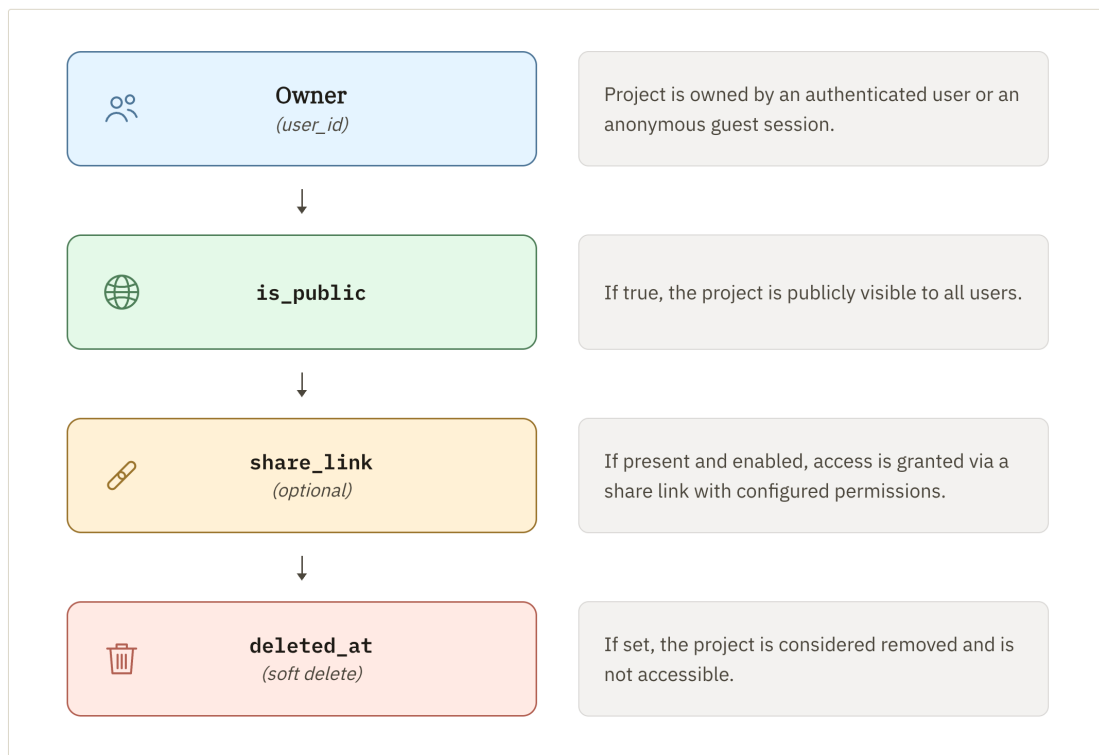 Owner
(user_id)
Project is owned by an authenticated user or an
anonymous guest session.
is_public
If true, the project is publicly visible to all users.
share_link
(optional)
If present and enabled, access is granted via a
share link with configured permissions.
deleted_at
(soft delete)
If set, the project is considered removed and is
not accessible.